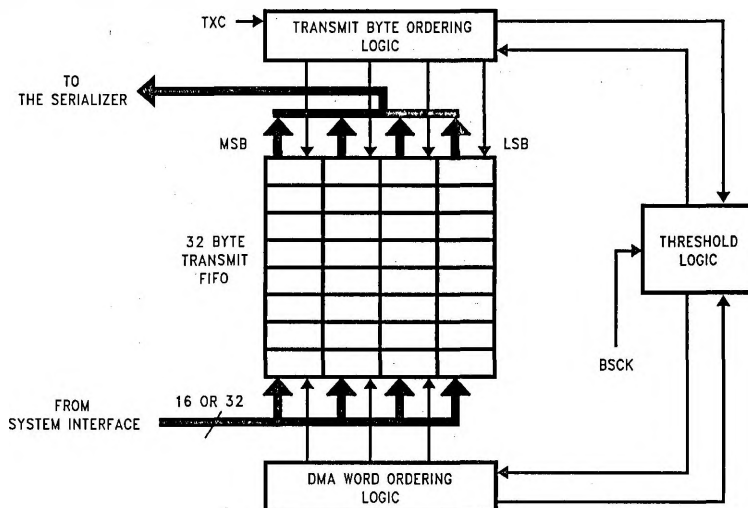 TXC
TRANSMIT BYTE ORDERING
LOGIC
TO
THE SERIALIZER
MSB
LSB
32 BYTE
TRANSMIT
FIFO
THRESHOLD
LOGIC
BSCK
FROM
SYSTEM INTERFACE
16 OR 32
DMA WORD ORDERING
LOGIC